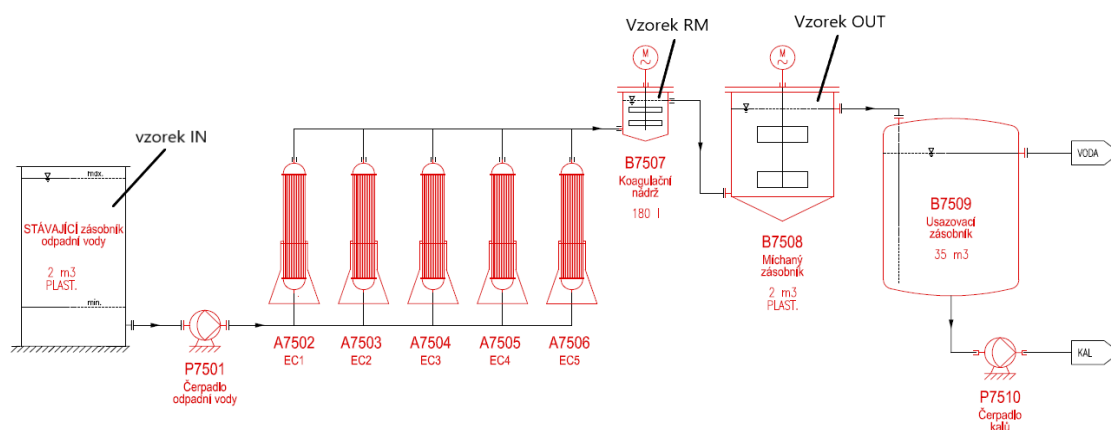 vzorek IN
max.
STÁVAJÍCÍ zásobník
odpadní vody
2 m3
PLAST.
min.
P7501
Čerpadlo
odpadní vody
A7502
EC1
A7503
EC2
A7504
EC3
A7505
EC4
A7506
EC5
Vzorek RM
M
B7507
Koagulační
nádrž
180 l
Vzorek OUT
M
B7508
Míchaný
zásobník
2 m3
PLAST.
B7509
Usazovací
zásobník
35 m3
VODA
KAL
P7510
Čerpadlo
kalů